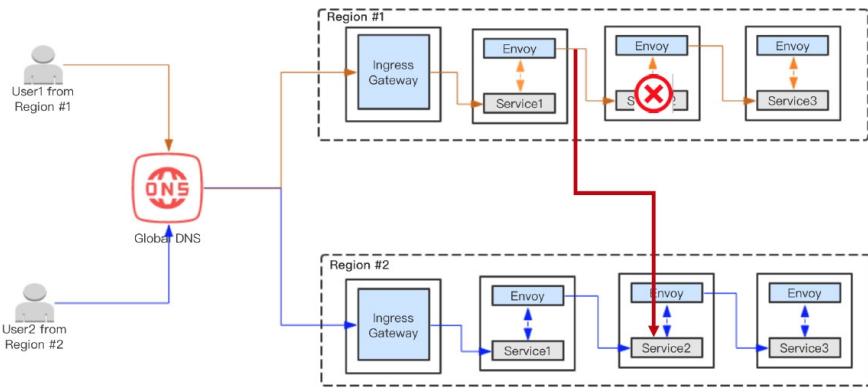 Region #1
Envoy
Envoy
Envoy
Ingress
Gateway
Service1
Service3
User1 from
Region #1
DNS
Global DNS
Region #2
Envoy
Envoy
Envoy
Ingress
Gateway
Service1
Service2
Service3
User2 from
Region #2